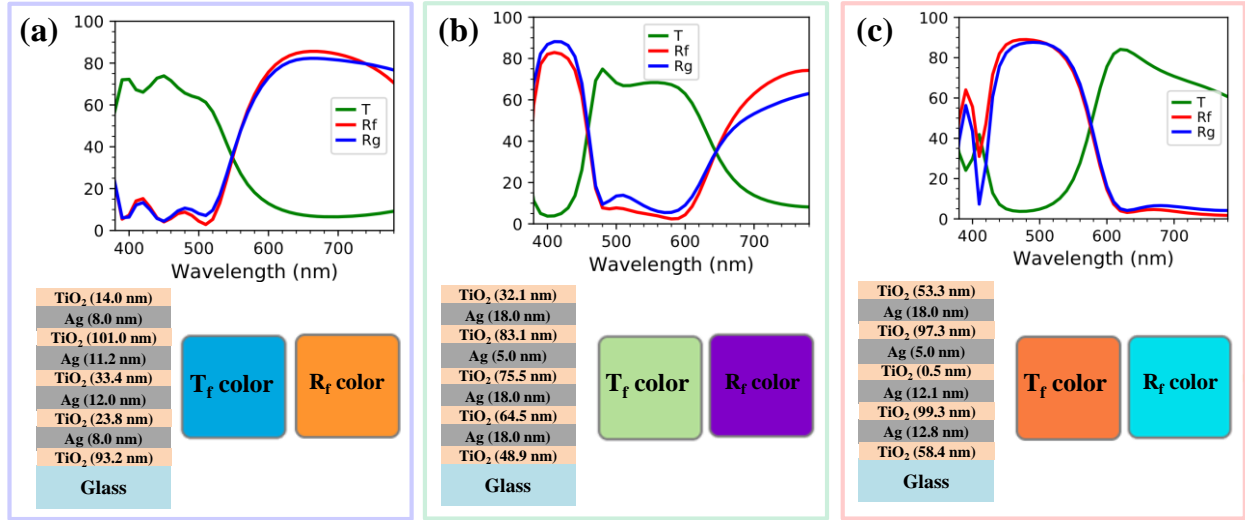 (a)
100
80
60
40
20
0
T
Rf
Rg
400 500 600 700
Wavelength (nm)
TiO₂ (14.0 nm)
Ag (8.0 nm)
TiO₂ (101.0 nm)
Ag (11.2 nm)
TiO₂ (33.4 nm)
Ag (12.0 nm)
TiO₂ (23.8 nm)
Ag (8.0 nm)
TiO₂ (93.2 nm)
Glass
T_f color
R_f color
(b)
100
80
60
40
20
0
T
Rf
Rg
400 500 600 700
Wavelength (nm)
TiO₂ (32.1 nm)
Ag (18.0 nm)
TiO₂ (83.1 nm)
Ag (5.0 nm)
TiO₂ (75.5 nm)
Ag (18.0 nm)
TiO₂ (64.5 nm)
Ag (18.0 nm)
TiO₂ (48.9 nm)
Glass
T_f color
R_f color
(c)
100
80
60
40
20
0
T
Rf
Rg
400 500 600 700
Wavelength (nm)
TiO₂ (53.3 nm)
Ag (18.0 nm)
TiO₂ (97.3 nm)
Ag (5.0 nm)
TiO₂ (0.5 nm)
Ag (12.1 nm)
TiO₂ (99.3 nm)
Ag (12.8 nm)
TiO₂ (58.4 nm)
Glass
T_f color
R_f color